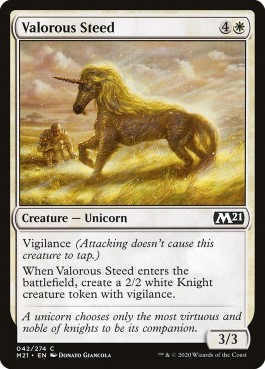 Valorous Steed 4
Creature — Unicorn M21
Vigilance (Attacking doesn't cause this
creature to tap.)
When Valorous Steed enters the
battlefield, create a 2/2 white Knight
creature token with vigilance.
A unicorn chooses only the most virtuous and
noble of knights to be its companion.
3/3
042/274 C
M21 • EN DONATO GIANCOLA ™ & © 2020 Wizards of the Coast